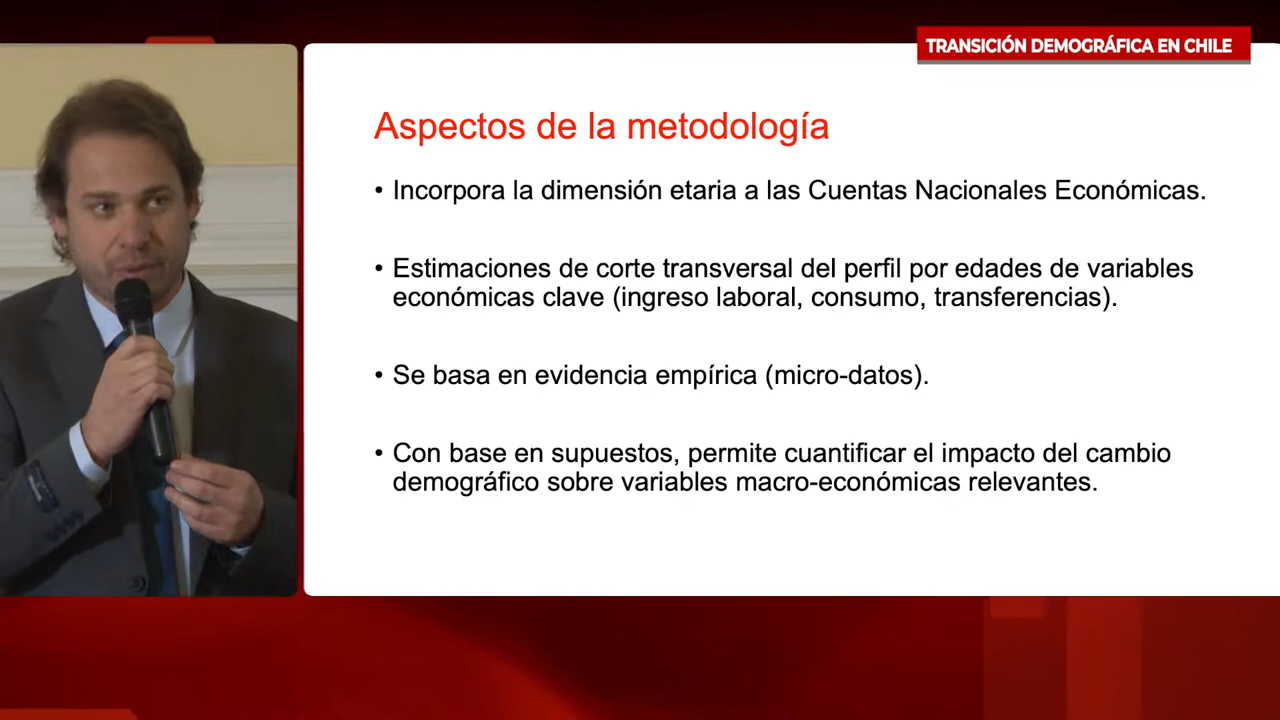 TRANSICIÓN DEMOGRÁFICA EN CHILE
Aspectos de la metodología
• Incorpora la dimensión etaria a las Cuentas Nacionales Económicas.
• Estimaciones de corte transversal del perfil por edades de variables
económicas clave (ingreso laboral, consumo, transferencias).
• Se basa en evidencia empírica (micro-datos).
• Con base en supuestos, permite cuantificar el impacto del cambio
demográfico sobre variables macro-económicas relevantes.